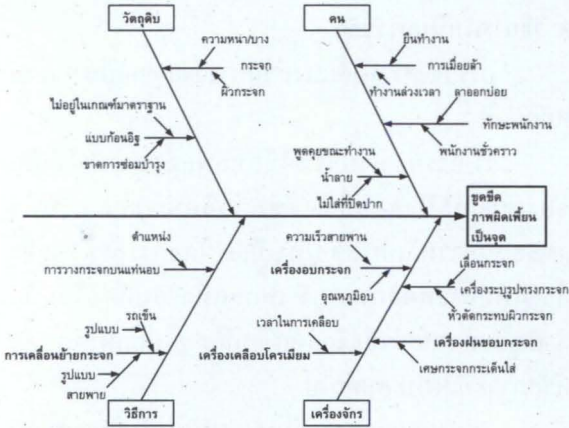 วัตถุดิบ
คน
ความหนา/บาง
กระจก
ผิวกระจก
ไม่อยู่ในเกณฑ์มาตราฐาน
แบบก้อนอิฐ
ขาดการซ่อมบำรุง
ยืนทำงาน
การเมื่อยล้า
ทำงานล่วงเวลา
ลาออกบ่อย
ทักษะพนักงาน
พนักงานชั่วคราว
พูดคุยขณะทำงาน
น้ำลาย
ไม่ใส่ที่ปิดปาก
ขูดขีด
ภาพผิดเพี้ยน
เป็นจุด
ตำแหน่ง
การวางกระจกบนแท่นอบ
รถเข็น
รูปแบบ
การเคลื่อนย้ายกระจก
รูปแบบ
สายพาย
ความเร็วสายพาน
เครื่องอบกระจก
อุณหภูมิอบ
เลื่อนกระจก
เครื่องระบุรูปทรงกระจก
หัวตัดกระทบผิวกระจก
เวลาในการเคลือบ
เครื่องเคลือบโครเมียม
เครื่องฝนขอบกระจก
เศษกระจกกระเด็นใส่
วิธีการ
เครื่องจักร